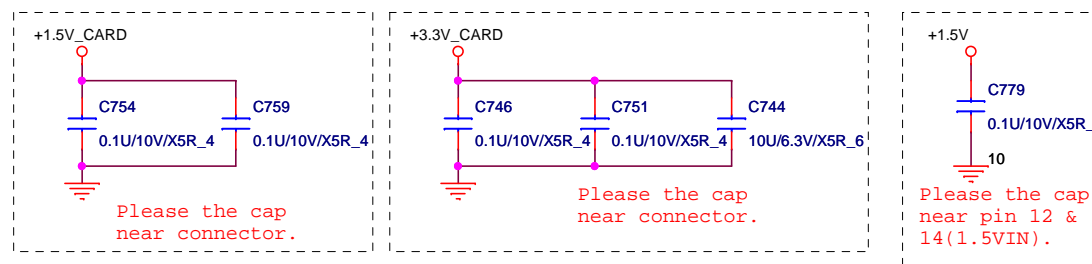 +1.5V_CARD
C754
0.1U/10V/X5R_4
C759
0.1U/10V/X5R_4
Please the cap
near connector.
+3.3V_CARD
C746
0.1U/10V/X5R_4
C751
0.1U/10V/X5R_4
C744
10U/6.3V/X5R_6
Please the cap
near connector.
+1.5V
C779
0.1U/10V/X5R_
10
Please the cap
near pin 12 &
14(1.5VIN).